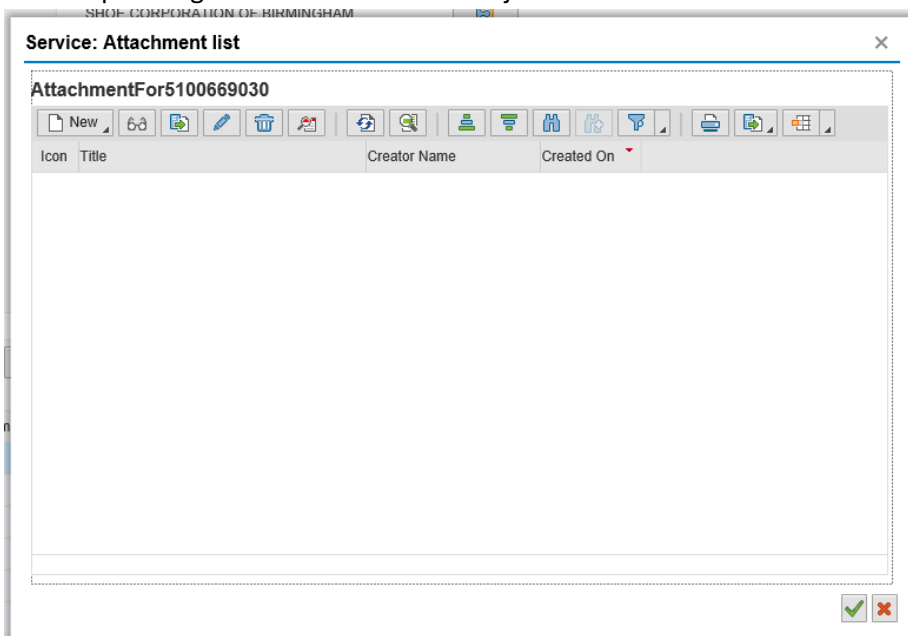 SHOE CORPORATION OF BIRMINGHAM
Service: Attachment list
AttachmentFor5100669030
New
Icon Title Creator Name Created On